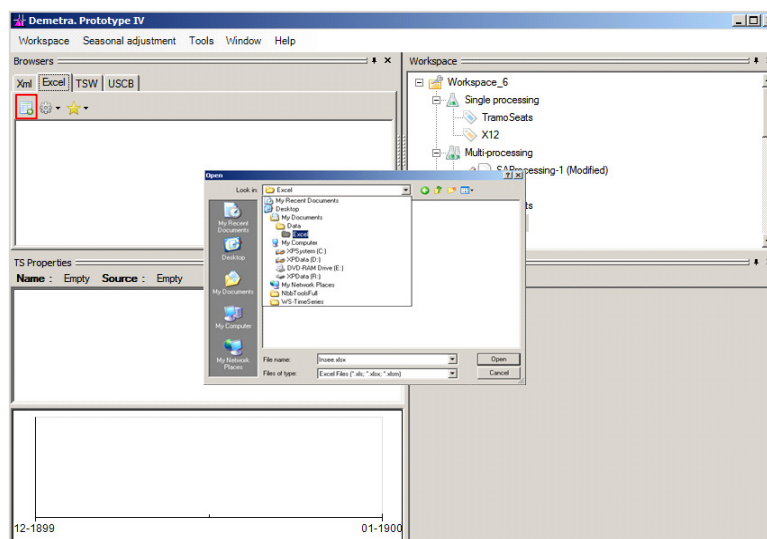 Demetra. Prototype IV
Workspace Seasonal adjustment Tools Window Help
Browsers
Xml Excel TSW USCB
Workspace
Workspace_6
Single processing
TramoSeats
X12
Multi-processing
SAProcessing-1 (Modified)
Open
Look in: Excel
My Recent Documents
Desktop
My Documents
Data
Excel
My Computer
XPSystem (C:)
XPData (D:)
DVD-RAM Drive (E:)
XPData (R:)
My Network Places
NbbToolsFull
WS-TimeSeries
My Recent
Documents
Desktop
My Documents
My Computer
My Network
Places
File name: Insee.xlsx Open
Files of type: Excel Files (*.xls; *.xlsx; *.xlsm) Cancel
TS Properties
Name : Empty Source : Empty
12-1899 01-1900